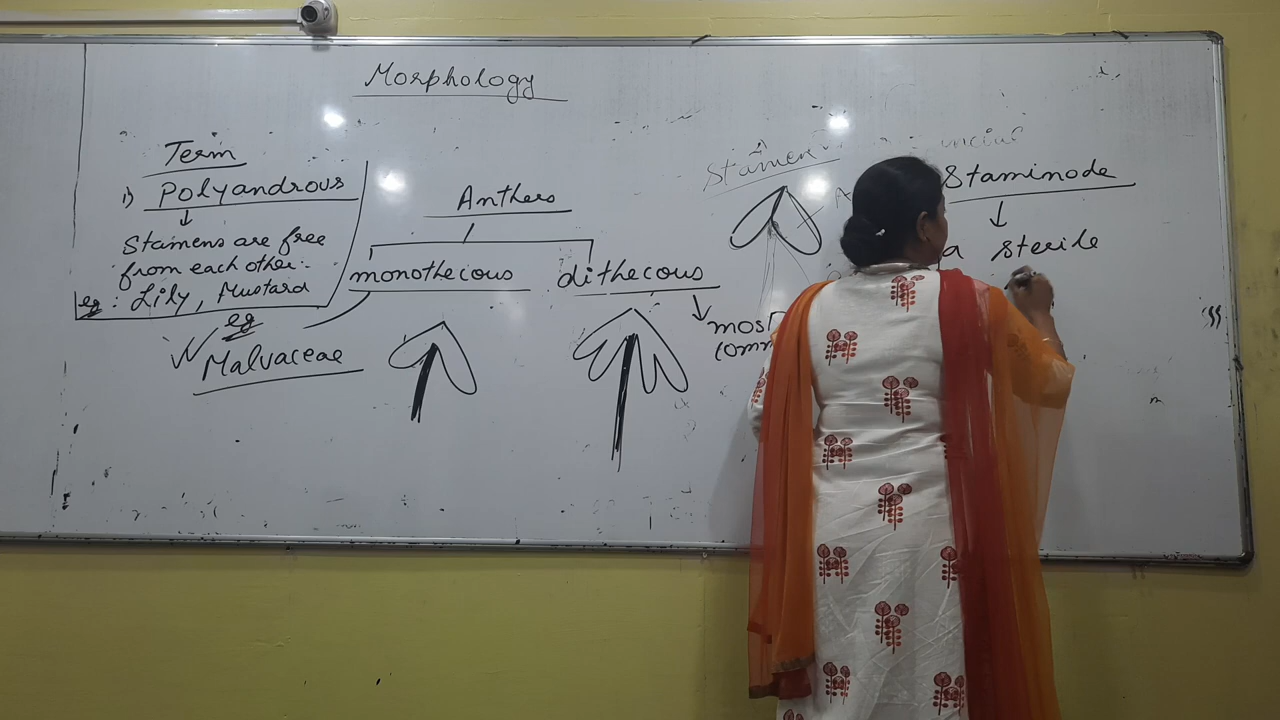 Morphology
Term
1) Polyandrous
Stamens are free
from each other:-
eg: Lily, Mustard
Anthers
monothecous
dithecous
eg
Malvaceae
most
Stamen
Staminode
a sterile